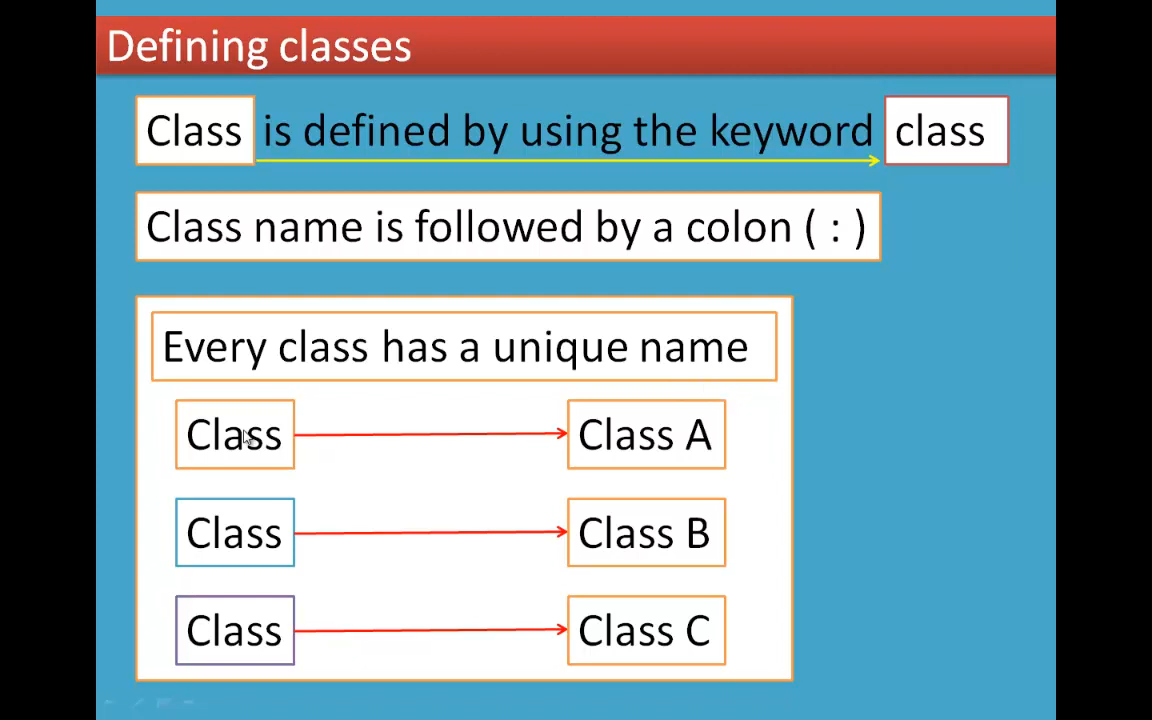 Defining classes
Class is defined by using the keyword class
Class name is followed by a colon ( : )
Every class has a unique name
Class Class A
Class Class B
Class Class C